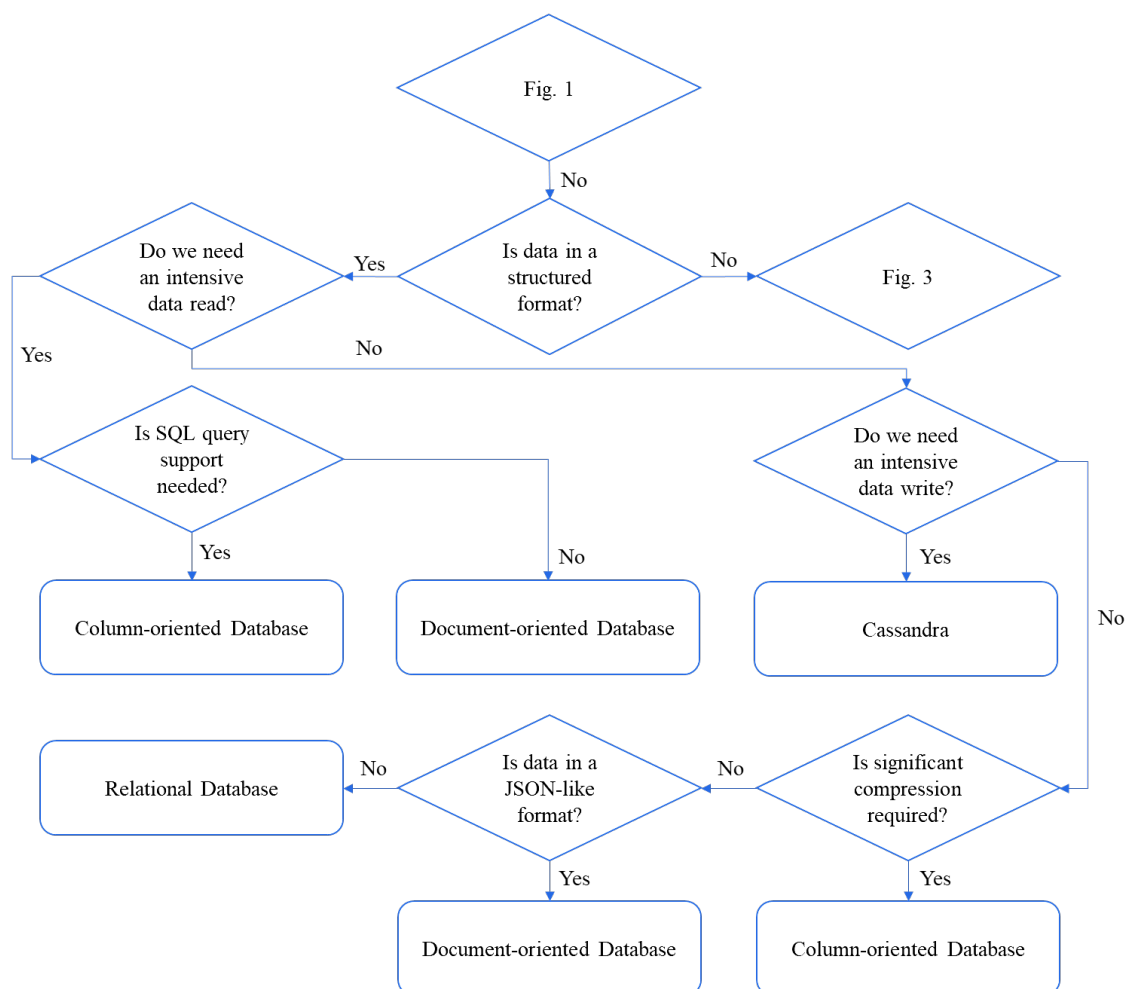 Fig. 1
No
Do we need
an intensive
data read?
Yes
Is data in a
structured
format?
No
Fig. 3
Yes
No
Is SQL query
support
needed?
Do we need
an intensive
data write?
Yes
No
Yes
Column-oriented Database
Document-oriented Database
Cassandra
No
Relational Database
No
Is data in a
JSON-like
format?
No
Is significant
compression
required?
Yes
Yes
Document-oriented Database
Column-oriented Database